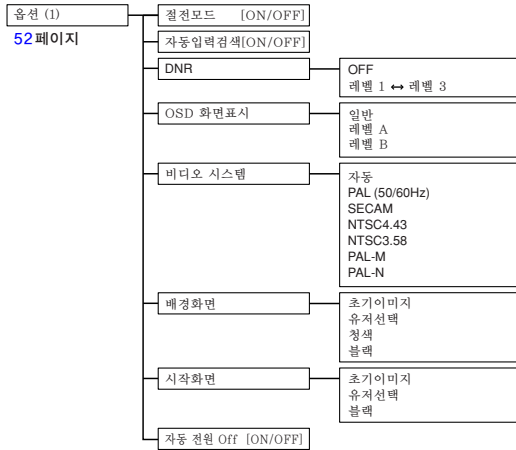 옵션 (1)
52페이지
절전모드 [ON/OFF]
자동입력검색[ON/OFF]
DNR
OFF
레벨 1 ↔ 레벨 3
OSD 화면표시
일반
레벨 A
레벨 B
비디오 시스템
자동
PAL (50/60Hz)
SECAM
NTSC4.43
NTSC3.58
PAL-M
PAL-N
배경화면
초기이미지
유저선택
청색
블랙
시작화면
초기이미지
유저선택
블랙
자동 전원 Off [ON/OFF]